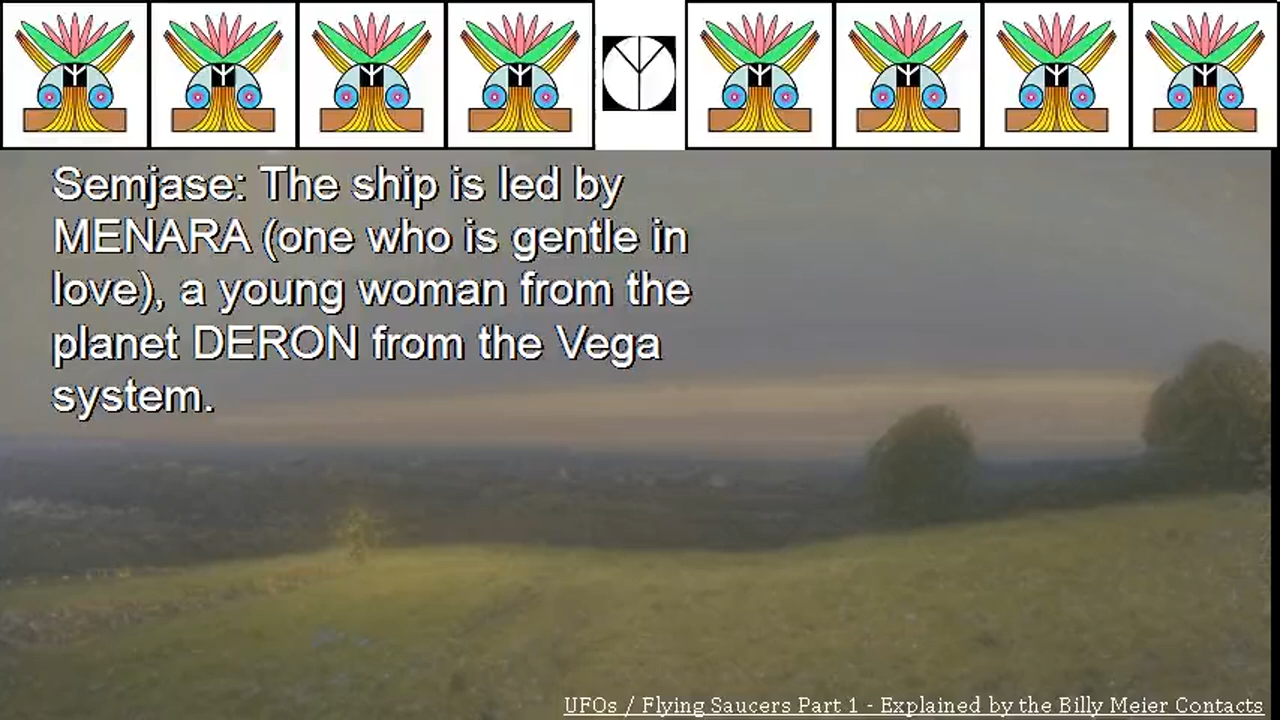 Semjase: The ship is led by
MENARA (one who is gentle in
love), a young woman from the
planet DERON from the Vega
system.
UFOs / Flying Saucers Part 1 - Explained by the Billy Meier Contacts